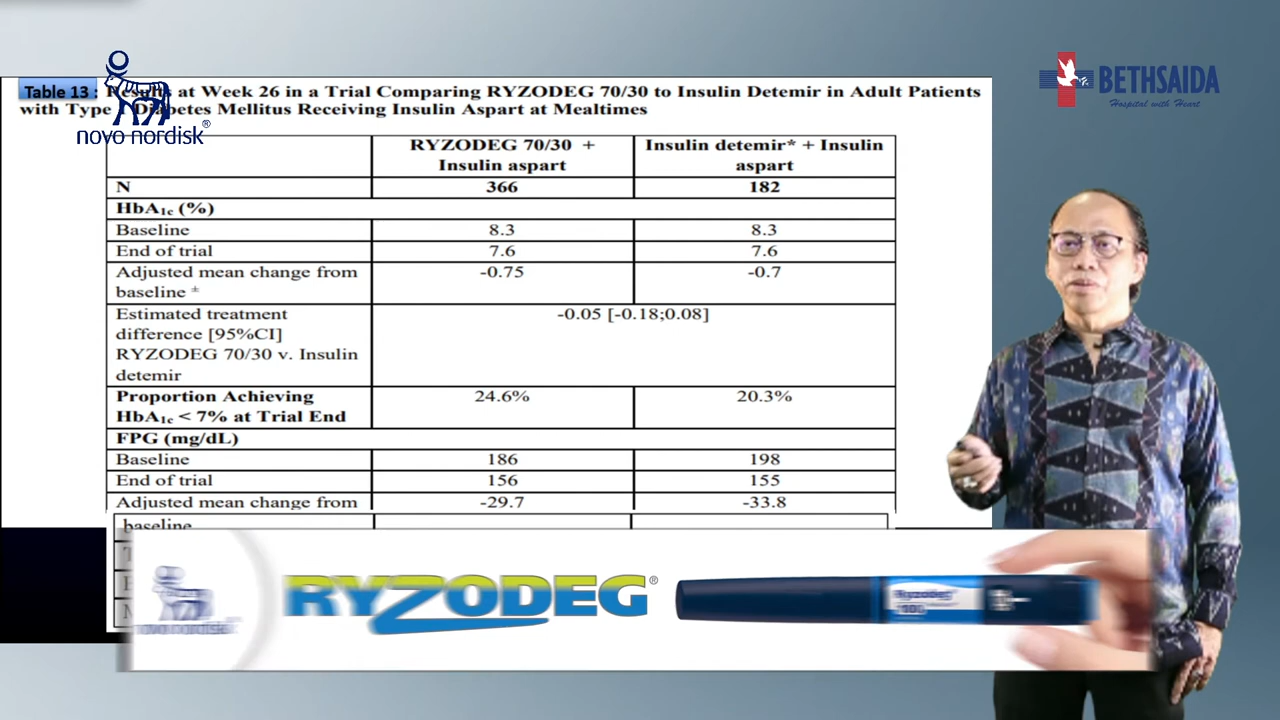 Table 13 : Results at Week 26 in a Trial Comparing RYZODEG 70/30 to Insulin Detemir in Adult Patients
with Type Diabetes Mellitus Receiving Insulin Aspart at Mealtimes
novo nordisk®
BETHSAIDA
Hospital with Heart
RYZODEG 70/30 + Insulin aspart
Insulin detemir* + Insulin aspart
N 366 182
HbA1c (%)
Baseline 8.3 8.3
End of trial 7.6 7.6
Adjusted mean change from baseline ± -0.75 -0.7
Estimated treatment difference [95%CI] RYZODEG 70/30 v. Insulin detemir -0.05 [-0.18;0.08]
Proportion Achieving HbA1c < 7% at Trial End 24.6% 20.3%
FPG (mg/dL)
Baseline 186 198
End of trial 156 155
Adjusted mean change from -29.7 -33.8
baseline
novo nordisk
RYZODEG®
Ryzodeg